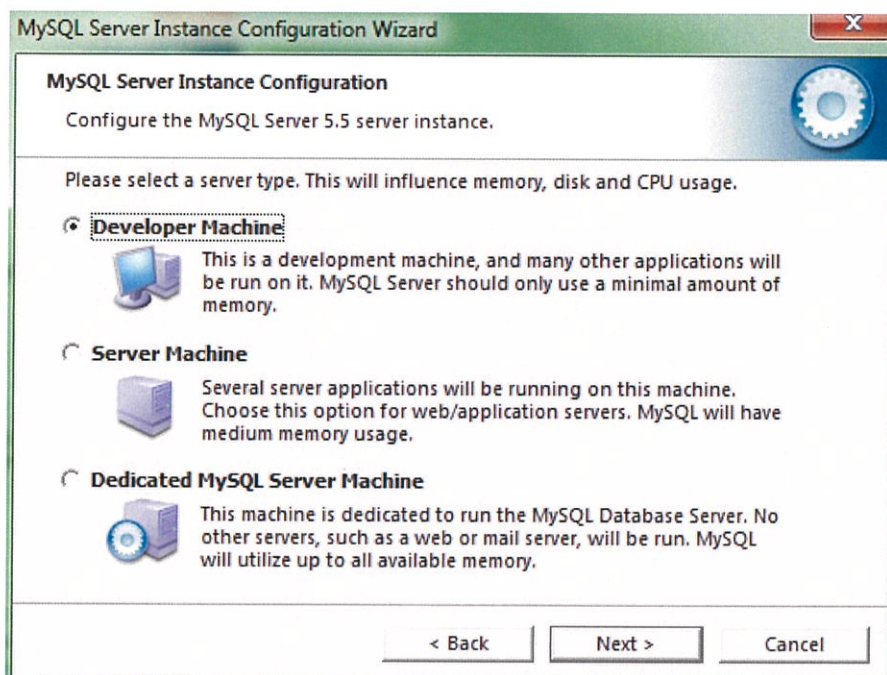 MySQL Server Instance Configuration Wizard
X
MySQL Server Instance Configuration
Configure the MySQL Server 5.5 server instance.
Please select a server type. This will influence memory, disk and CPU usage.
Developer Machine
This is a development machine, and many other applications will
be run on it. MySQL Server should only use a minimal amount of
memory.
Server Machine
Several server applications will be running on this machine.
Choose this option for web/application servers. MySQL will have
medium memory usage.
Dedicated MySQL Server Machine
This machine is dedicated to run the MySQL Database Server. No
other servers, such as a web or mail server, will be run. MySQL
will utilize up to all available memory.
< Back
Next >
Cancel